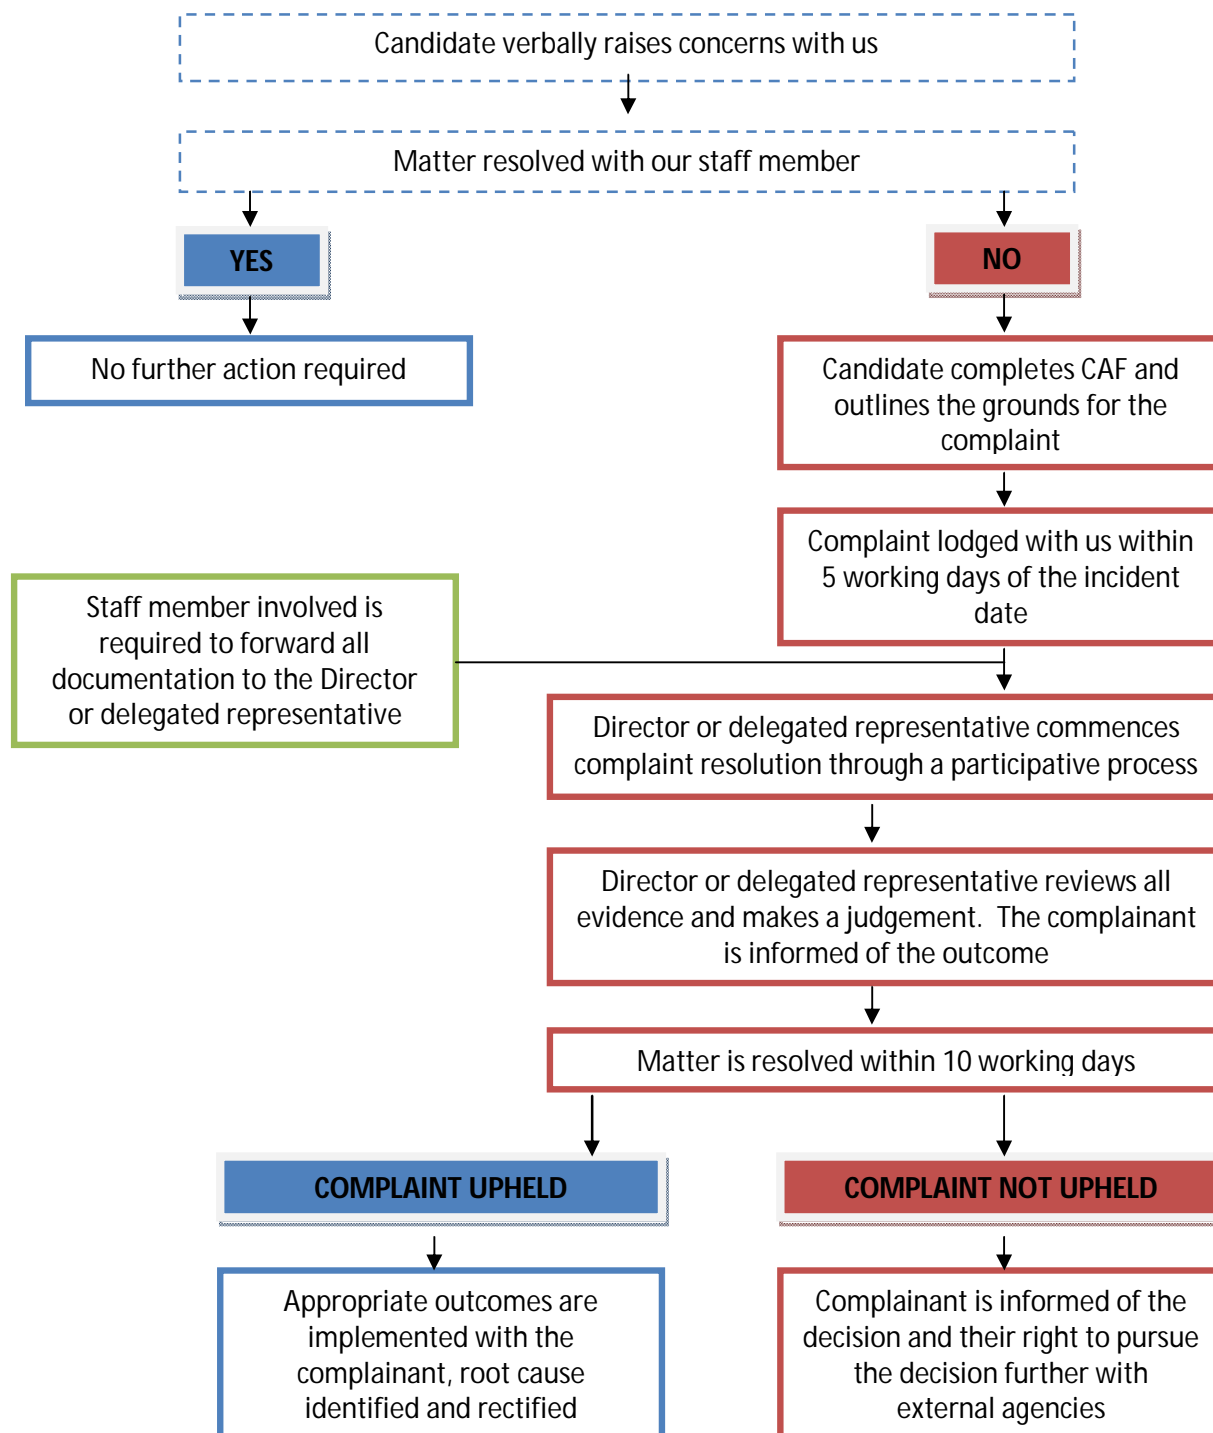 Candidate verbally raises concerns with us
Matter resolved with our staff member
YES
NO
No further action required
Candidate completes CAF and
outlines the grounds for the
complaint
Complaint lodged with us within
5 working days of the incident
date
Staff member involved is
required to forward all
documentation to the Director
or delegated representative
Director or delegated representative commences
complaint resolution through a participative process
Director or delegated representative reviews all
evidence and makes a judgement.  The complainant
is informed of the outcome
Matter is resolved within 10 working days
COMPLAINT UPHELD
COMPLAINT NOT UPHELD
Appropriate outcomes are
implemented with the
complainant, root cause
identified and rectified
Complainant is informed of the
decision and their right to pursue
the decision further with
external agencies